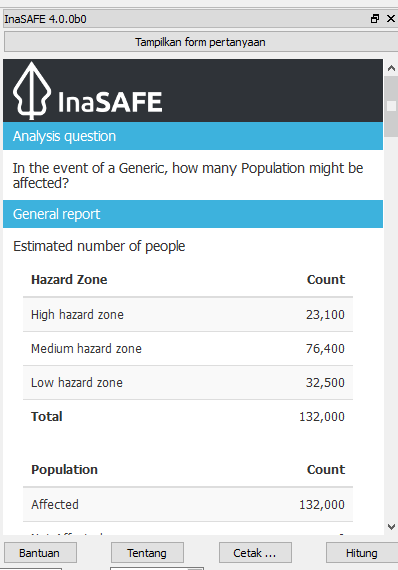 InaSAFE 4.0.0b0
Tampilkan form pertanyaan
InaSAFE
Analysis question
In the event of a Generic, how many Population might be
affected?
General report
Estimated number of people
Hazard Zone Count
High hazard zone 23,100
Medium hazard zone 76,400
Low hazard zone 32,500
Total 132,000
Population Count
Affected 132,000
Bantuan Tentang Cetak ... Hitung